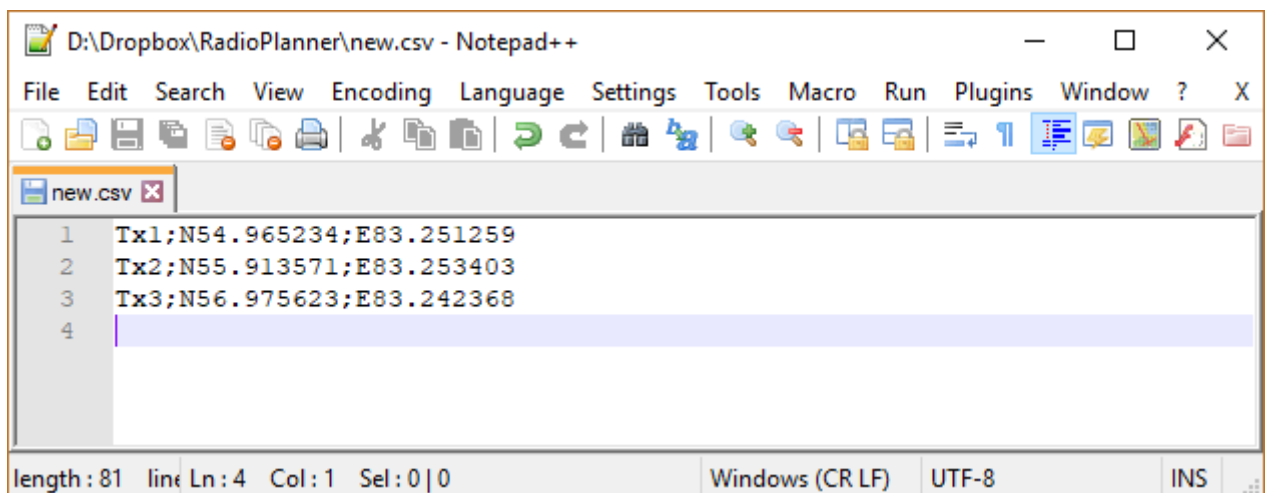 D:\Dropbox\RadioPlanner\new.csv - Notepad++
File Edit Search View Encoding Language Settings Tools Macro Run Plugins Window ? X
new.csv
1 Tx1;N54.965234;E83.251259
2 Tx2;N55.913571;E83.253403
3 Tx3;N56.975623;E83.242368
4
length : 81 line Ln : 4 Col : 1 Sel : 0 | 0 Windows (CR LF) UTF-8 INS